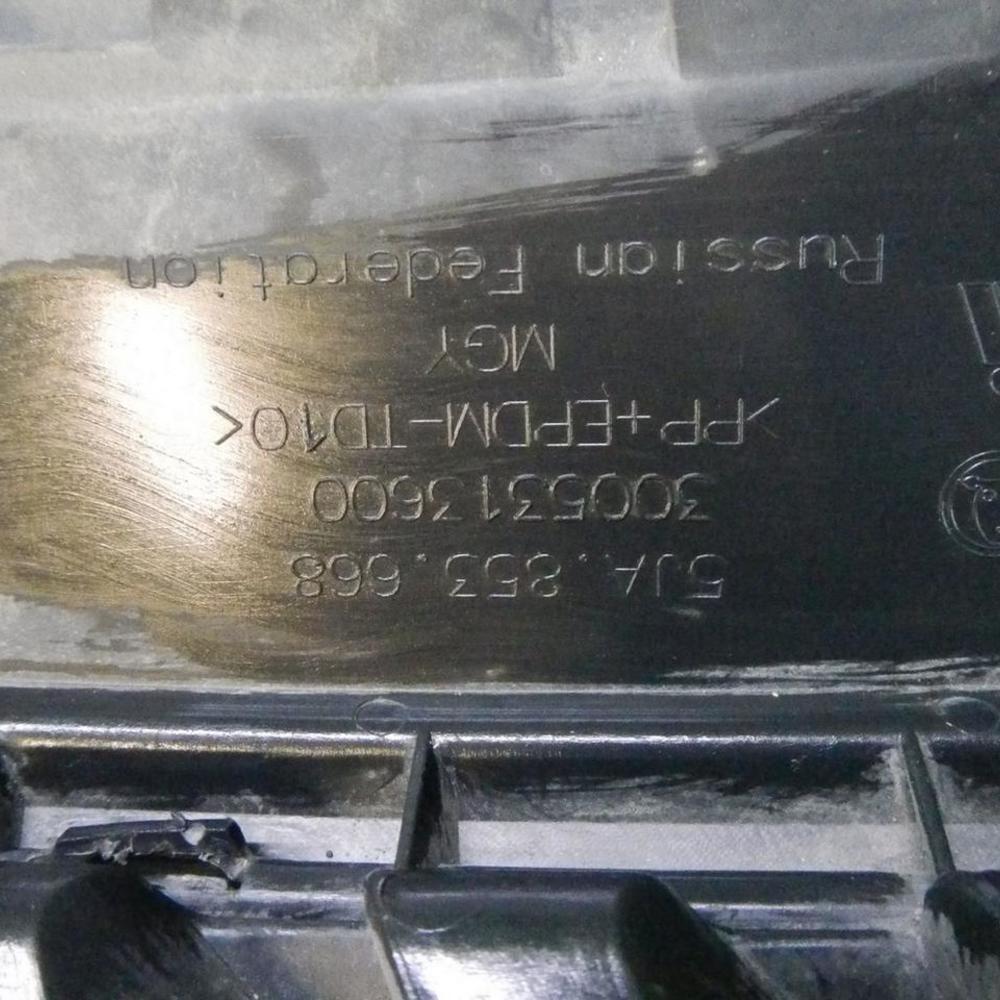 5JA.853.668
3005313600
>PP+EPDM-TD10<
MGY
Russian Federation